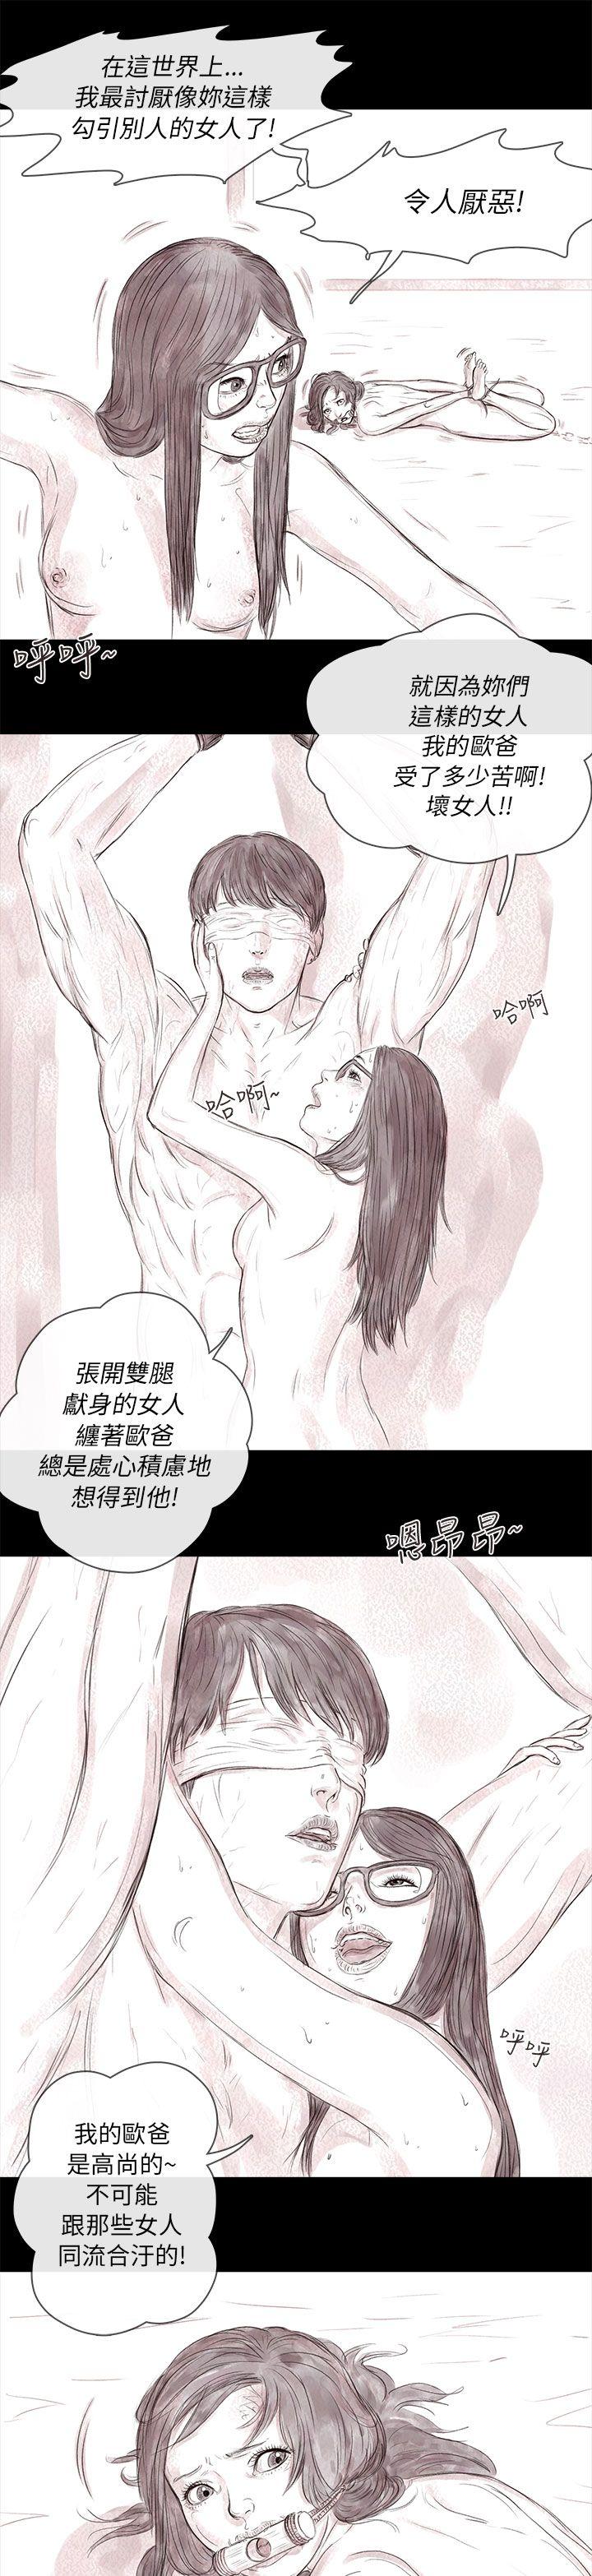 在這世界上...
我最討厭像妳這樣
勾引別人的女人了!
令人厭惡!
呼呼~
就因為妳們
這樣的女人
我的歐爸
受了多少苦啊!
壞女人!!
哈啊
哈啊~
張開雙腿
獻身的女人
纏著歐爸
總是處心積慮地
想得到他!
嗯昂昂~
呼呼
我的歐爸
是高尚的~
不可能
跟那些女人
同流合汙的!